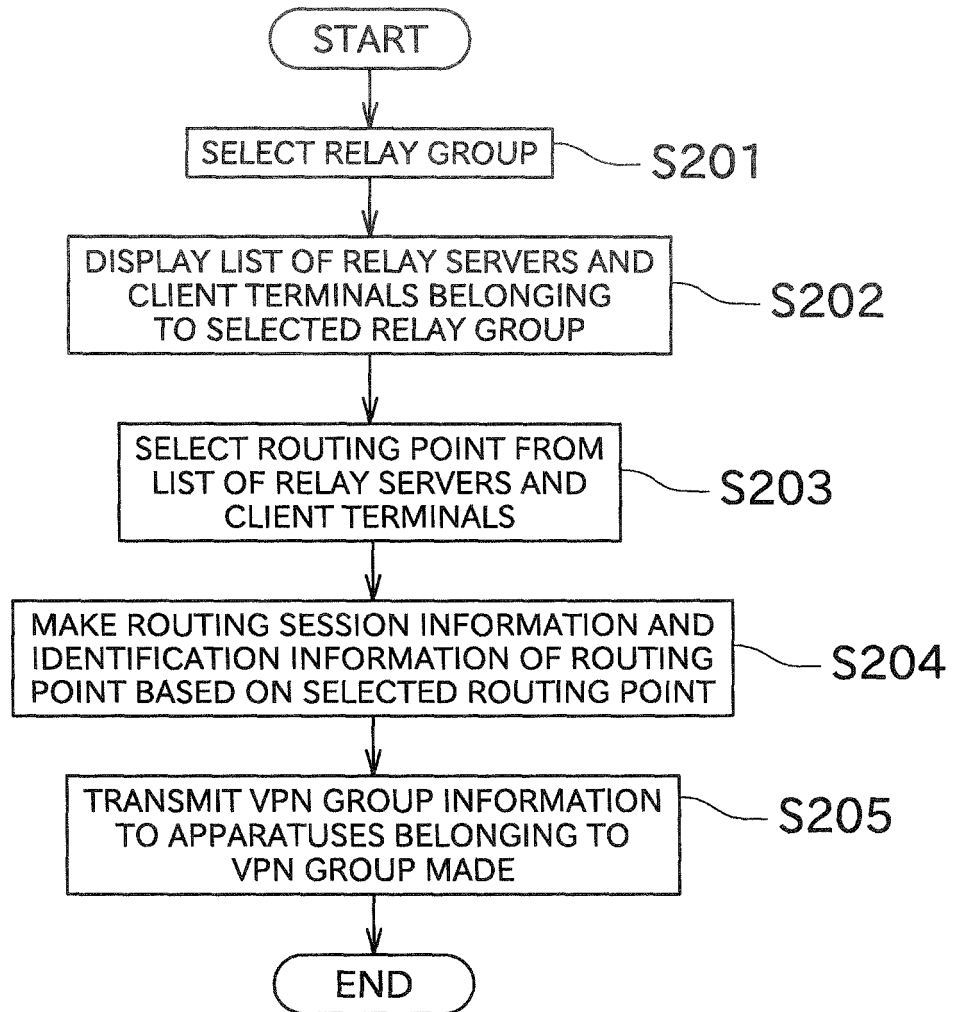 START
SELECT RELAY GROUP
S201
DISPLAY LIST OF RELAY SERVERS AND
CLIENT TERMINALS BELONGING
TO SELECTED RELAY GROUP
S202
SELECT ROUTING POINT FROM
LIST OF RELAY SERVERS AND
CLIENT TERMINALS
S203
MAKE ROUTING SESSION INFORMATION AND
IDENTIFICATION INFORMATION OF ROUTING
POINT BASED ON SELECTED ROUTING POINT
S204
TRANSMIT VPN GROUP INFORMATION
TO APPARATUSES BELONGING TO
VPN GROUP MADE
S205
END